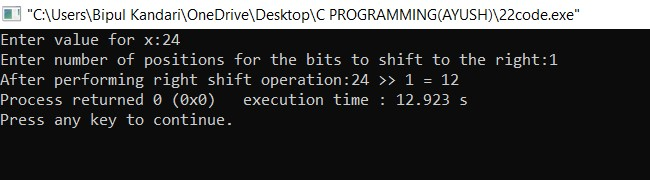 "C:\Users\Bipul Kandari\OneDrive\Desktop\C PROGRAMMING(AYUSH)\22code.exe"
Enter value for x:24
Enter number of positions for the bits to shift to the right:1
After performing right shift operation:24 >> 1 = 12
Process returned 0 (0x0)   execution time : 12.923 s
Press any key to continue.